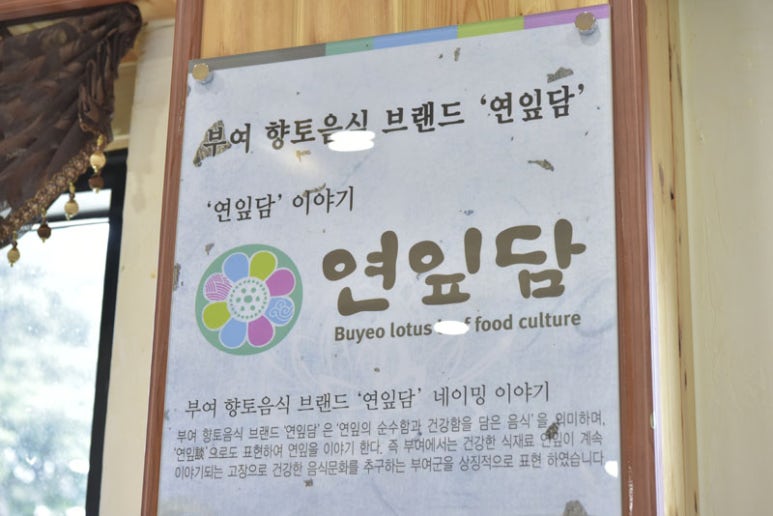 부여 향토음식 브랜드 ‘연잎담’
‘연잎담’ 이야기
연잎담
Buyeo lotus food culture
부여 향토음식 브랜드 ‘연잎담’ 네이밍 이야기
부여 향토음식 브랜드 ‘연잎담’은 ‘연잎의 순수함과 건강함을 담은 음식’을 의미하며,
‘연잎談’으로도 표현하여 연잎을 이야기 한다. 즉 부여에서는 건강한 식재료 연잎이 계속
이야기되는 고장으로 건강한 음식문화를 추구하는 부여군을 상징적으로 표현 하였습니다